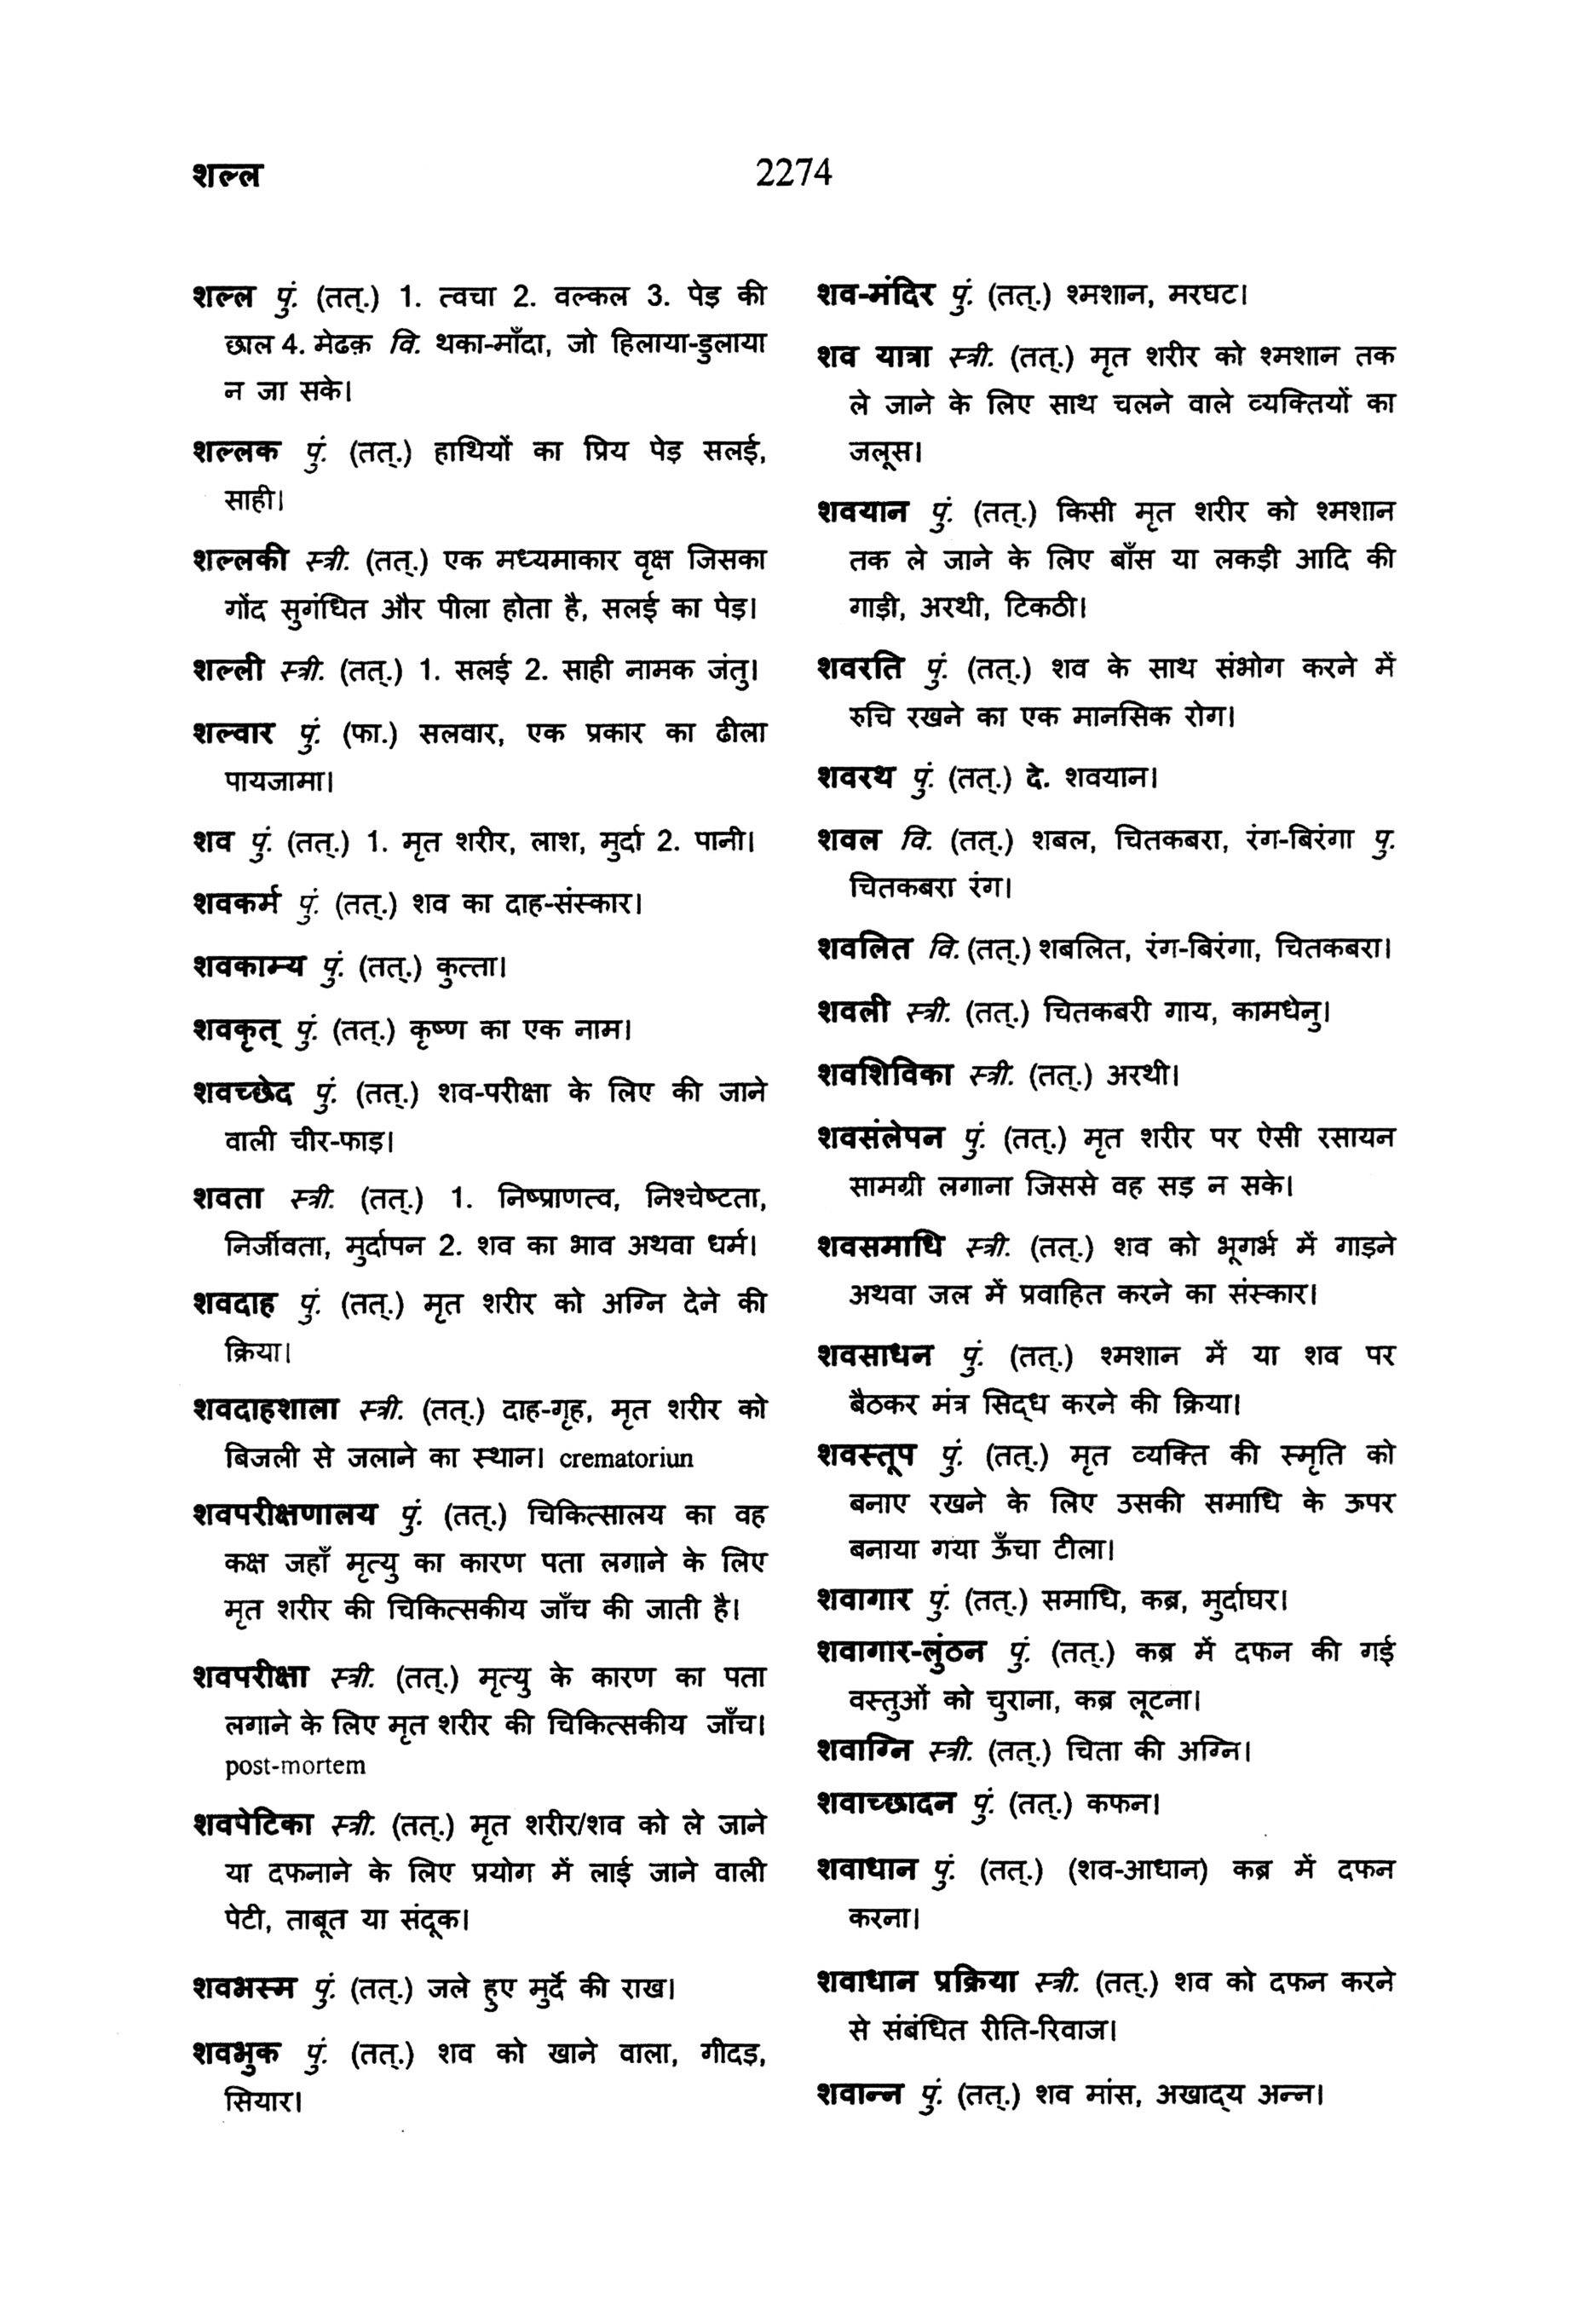 शल्ल
2274
शल्ल पुं. (तत्.) 1. त्वचा 2. वल्कल 3. पेड़ की
छाल 4. मेढक़ वि. थका-माँदा, जो हिलाया-डुलाया
न जा सके।
शल्लक पुं. (तत्.) हाथियों का प्रिय पेड़ सलई,
साही।
शल्लकी स्त्री. (तत्.) एक मध्यमाकार वृक्ष जिसका
गोंद सुगंधित और पीला होता है, सलई का पेड़।
शल्ली स्त्री. (तत्.) 1. सलई 2. साही नामक जंतु।
शल्वार पुं. (फा.) सलवार, एक प्रकार का ढीला
पायजामा।
शव पुं. (तत्.) 1. मृत शरीर, लाश, मुर्दा 2. पानी।
शवकर्म पुं. (तत्.) शव का दाह-संस्कार।
शवकाम्य पुं. (तत्.) कुत्ता।
शवकृत् पुं. (तत्.) कृष्ण का एक नाम।
शवच्छेद पुं. (तत्.) शव-परीक्षा के लिए की जाने
वाली चीर-फाड़।
शवता स्त्री. (तत्.) 1. निष्प्राणत्व, निश्चेष्टता,
निर्जीवता, मुर्दापन 2. शव का भाव अथवा धर्म।
शवदाह पुं. (तत्.) मृत शरीर को अग्नि देने की
क्रिया।
शवदाहशाला स्त्री. (तत्.) दाह-गृह, मृत शरीर को
बिजली से जलाने का स्थान। crematoriun
शवपरीक्षणालय पुं. (तत्.) चिकित्सालय का वह
कक्ष जहाँ मृत्यु का कारण पता लगाने के लिए
मृत शरीर की चिकित्सकीय जाँच की जाती है।
शवपरीक्षा स्त्री. (तत्.) मृत्यु के कारण का पता
लगाने के लिए मृत शरीर की चिकित्सकीय जाँच।
post-mortem
शवपेटिका स्त्री. (तत्.) मृत शरीर/शव को ले जाने
या दफनाने के लिए प्रयोग में लाई जाने वाली
पेटी, ताबूत या संदूक।
शवभस्म पुं. (तत्.) जले हुए मुर्दे की राख।
शवभुक पुं. (तत्.) शव को खाने वाला, गीदड़,
सियार।
शव-मंदिर पुं. (तत्.) श्मशान, मरघट।
शव यात्रा स्त्री. (तत्.) मृत शरीर को श्मशान तक
ले जाने के लिए साथ चलने वाले व्यक्तियों का
जलूस।
शवयान पुं. (तत्.) किसी मृत शरीर को श्मशान
तक ले जाने के लिए बाँस या लकड़ी आदि की
गाड़ी, अरथी, टिकठी।
शवरति पुं. (तत्.) शव के साथ संभोग करने में
रुचि रखने का एक मानसिक रोग।
शवरथ पुं. (तत्.) दे. शवयान।
शवल वि. (तत्.) शबल, चितकबरा, रंग-बिरंगा पु.
चितकबरा रंग।
शवलित वि. (तत्.) शबलित, रंग-बिरंगा, चितकबरा।
शवली स्त्री. (तत्.) चितकबरी गाय, कामधेनु।
शवशिविका स्त्री. (तत्.) अरथी।
शवसंलेपन पुं. (तत्.) मृत शरीर पर ऐसी रसायन
सामग्री लगाना जिससे वह सड़ न सके।
शवसमाधि स्त्री. (तत्.) शव को भूगर्भ में गाड़ने
अथवा जल में प्रवाहित करने का संस्कार।
शवसाधन पुं. (तत्.) श्मशान में या शव पर
बैठकर मंत्र सिद्ध करने की क्रिया।
शवस्तूप पुं. (तत्.) मृत व्यक्ति की स्मृति को
बनाए रखने के लिए उसकी समाधि के ऊपर
बनाया गया ऊँचा टीला।
शवागार पुं. (तत्.) समाधि, कब्र, मुर्दाघर।
शवागार-लुंठन पुं. (तत्.) कब्र में दफन की गई
वस्तुओं को चुराना, कब्र लूटना।
शवाग्नि स्त्री. (तत्.) चिता की अग्नि।
शवाच्छादन पुं. (तत्.) कफन।
शवाधान पुं. (तत्.) (शव-आधान) कब्र में दफन
करना।
शवाधान प्रक्रिया स्त्री. (तत्.) शव को दफन करने
से संबंधित रीति-रिवाज।
शवान्न पुं. (तत्.) शव मांस, अखाद्य अन्न।